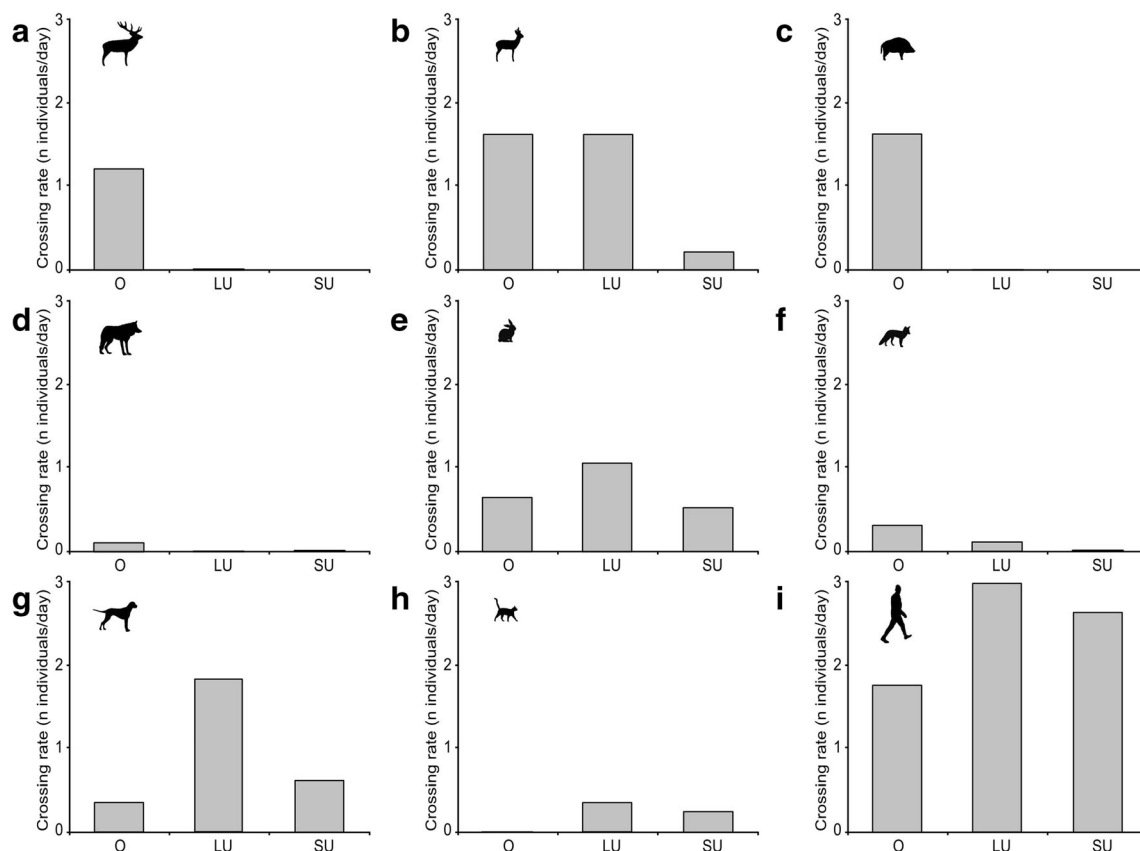 a
Crossing rate (n individuals/day)
3
2
1
0
O LU SU
b
Crossing rate (n individuals/day)
3
2
1
0
O LU SU
c
Crossing rate (n individuals/day)
3
2
1
0
O LU SU
d
Crossing rate (n individuals/day)
3
2
1
0
O LU SU
e
Crossing rate (n individuals/day)
3
2
1
0
O LU SU
f
Crossing rate (n individuals/day)
3
2
1
0
O LU SU
g
Crossing rate (n individuals/day)
3
2
1
0
O LU SU
h
Crossing rate (n individuals/day)
3
2
1
0
O LU SU
i
Crossing rate (n individuals/day)
3
2
1
0
O LU SU